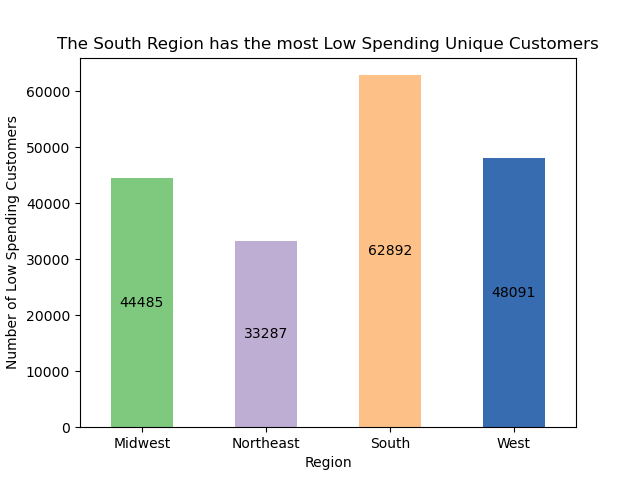 The South Region has the most Low Spending Unique Customers
Number of Low Spending Customers
60000
50000
40000
30000
20000
10000
0
44485
33287
62892
48091
Midwest
Northeast
South
West
Region